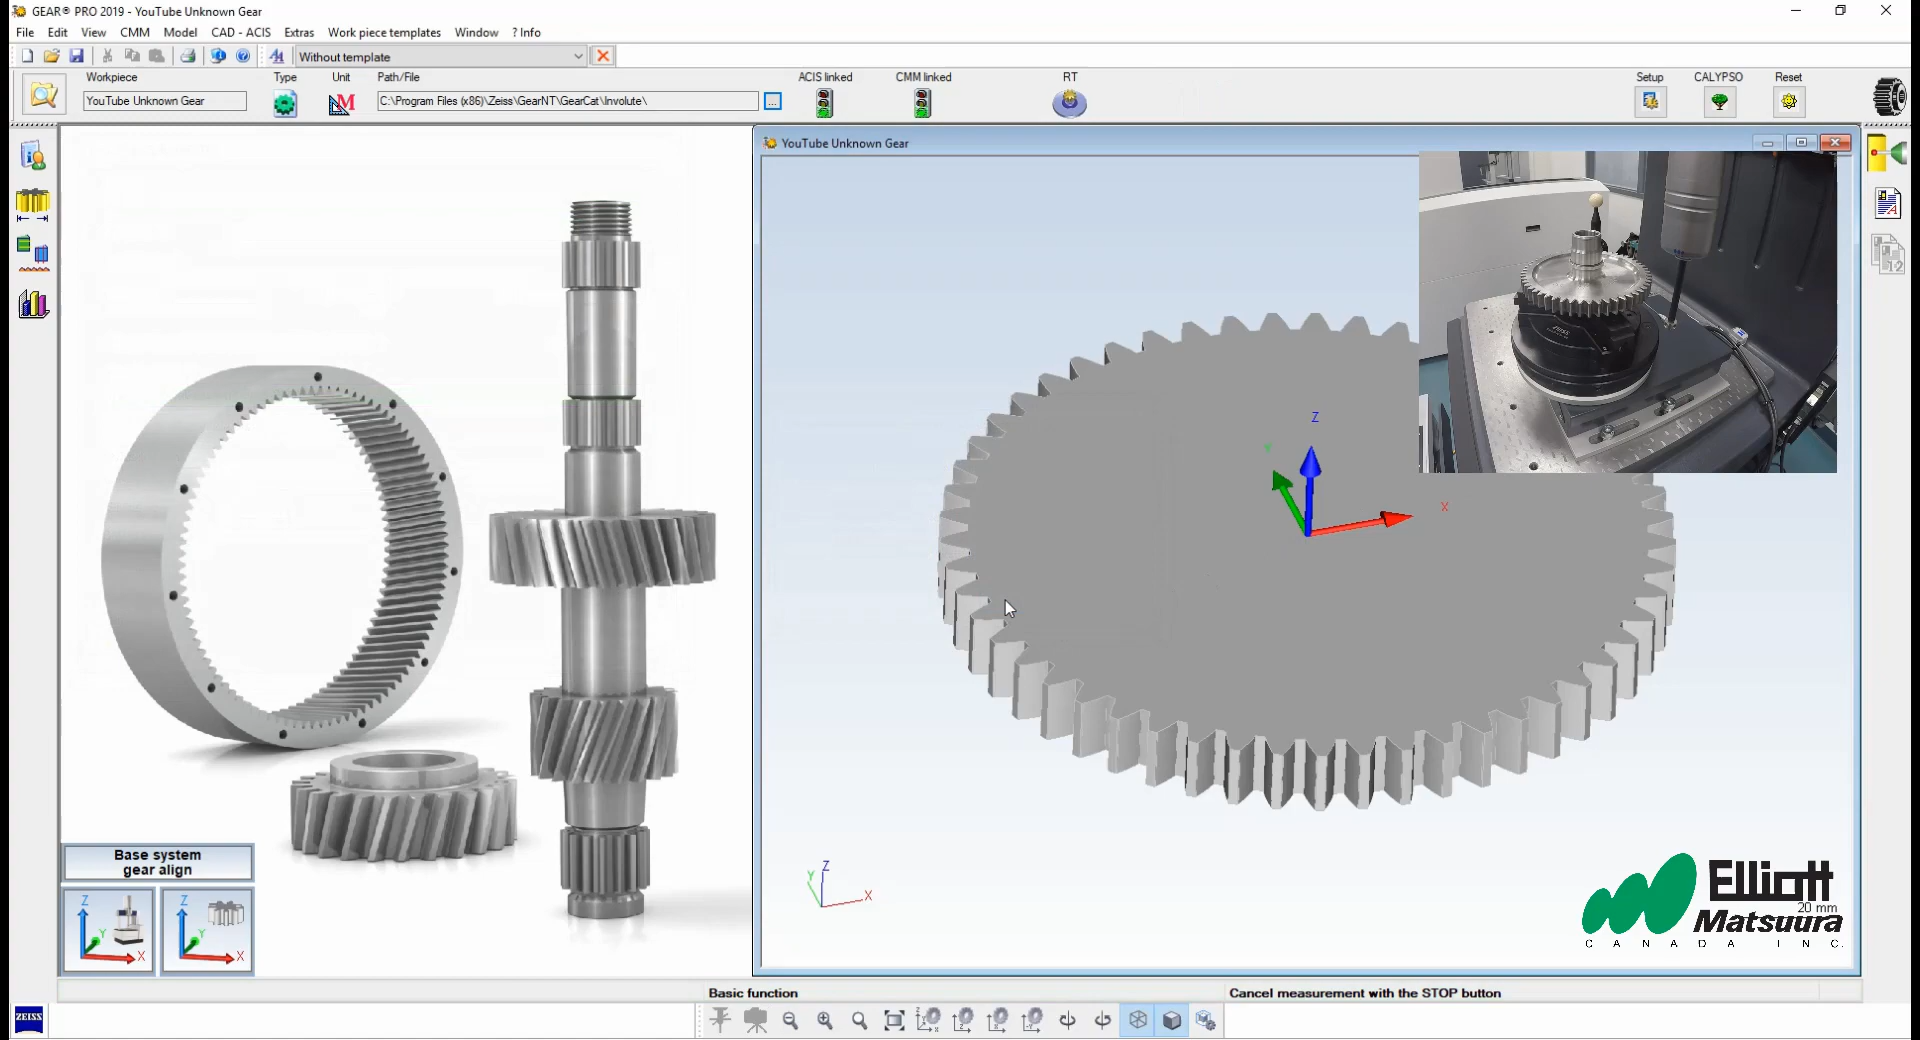 GEAR® PRO 2019 - YouTube Unknown Gear
File Edit View CMM Model CAD - ACIS Extras Work piece templates Window ? Info
Without template
Workpiece Type Unit Path/File ACIS linked CMM linked RT Setup CALYPSO Reset
YouTube Unknown Gear M C:\Program Files (x86)\Zeiss\GearNT\GearCat\Involute\ ...
YouTube Unknown Gear
Z
Y
X
Base system
gear align
Z
Y
X
Z
Y
X
Z
Y
X
Elliott
20 mm
Matsuura
CANADA INC.
Basic function Cancel measurement with the STOP button
ZEISS